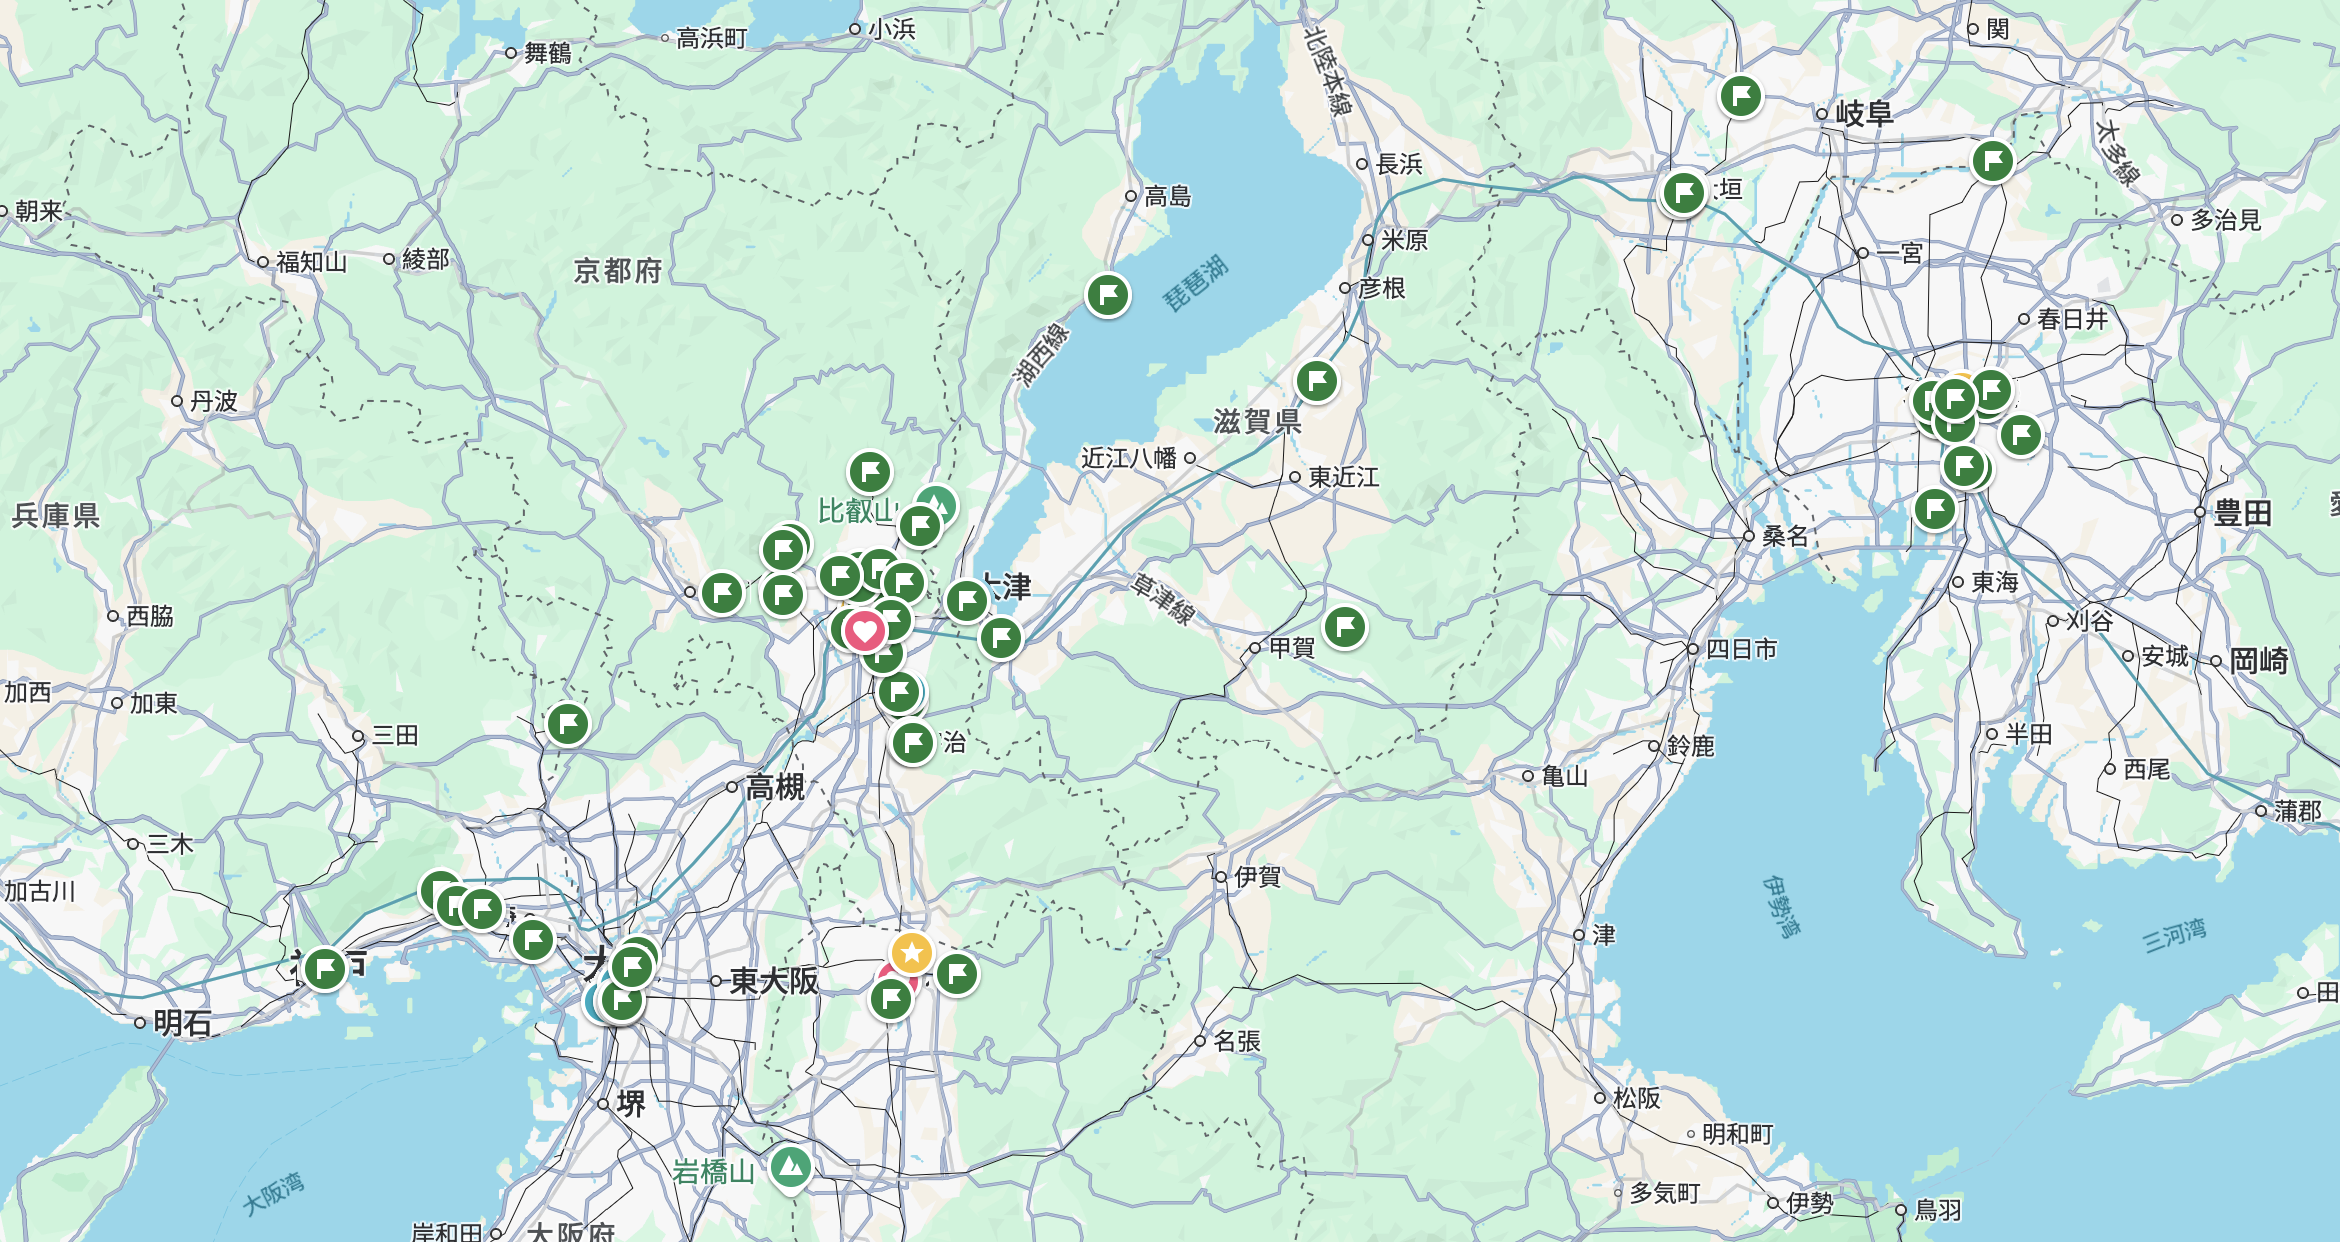 関
小浜
高浜町
舞鶴
北陸本線
岐阜
太多線
長浜
垣
高島
朝来
多治見
米原
一宮
福知山
綾部
京都府
琵琶湖
彦根
春日井
湖西線
丹波
滋賀県
近江八幡
東近江
兵庫県
比叡山
豊田
桑名
大津
東海
草津線
西脇
刈谷
甲賀
四日市
安城
岡崎
加西
加東
三田
治
半田
鈴鹿
西尾
亀山
高槻
蒲郡
三木
伊賀
加古川
伊勢湾
津
三河湾
大
戸
東大阪
田
明石
名張
堺
松阪
明和町
岩橋山
大阪湾
多気町
伊勢
鳥羽
岸和田
大阪府